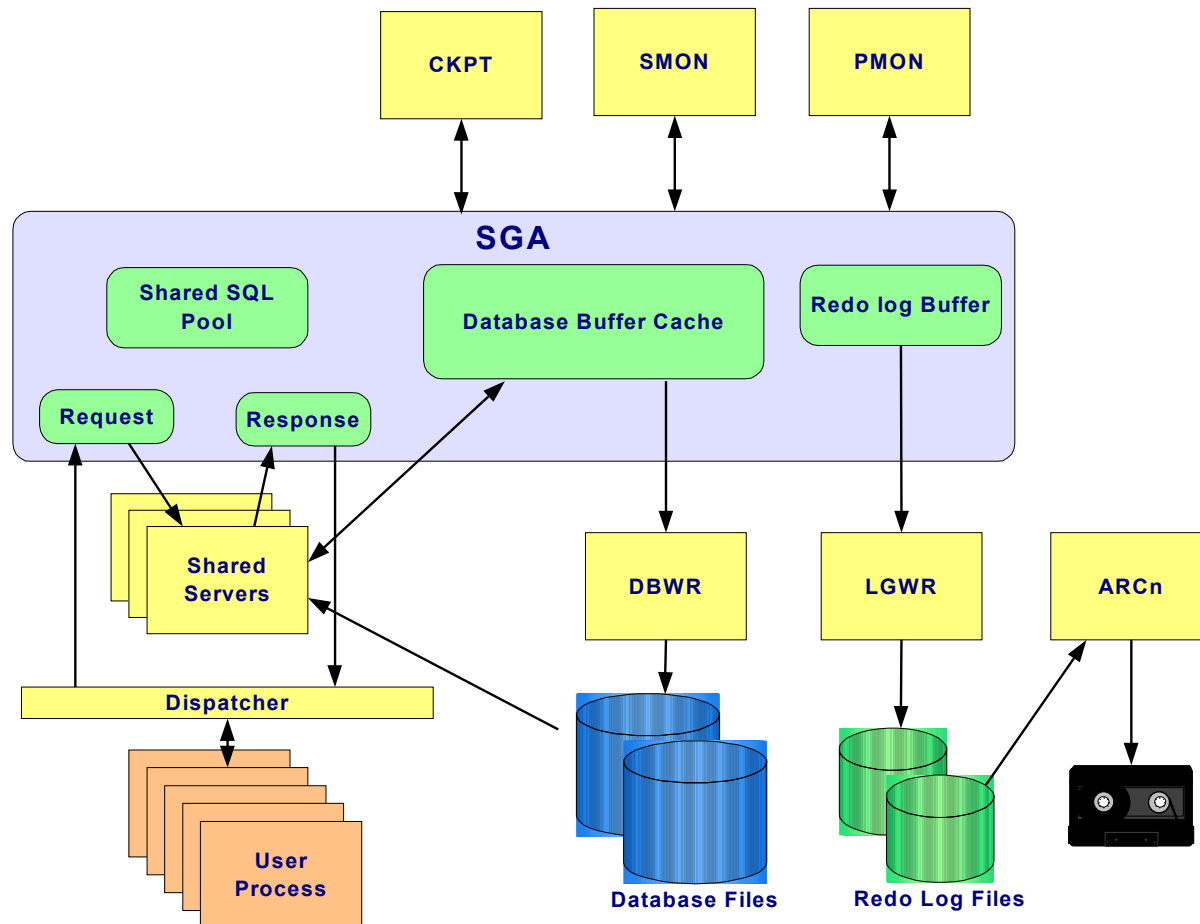 CKPT
SMON
PMON
SGA
Shared SQL
Pool
Database Buffer Cache
Redo log Buffer
Request
Response
Shared
Servers
DBWR
LGWR
ARCn
Dispatcher
User
Process
Database Files
Redo Log Files